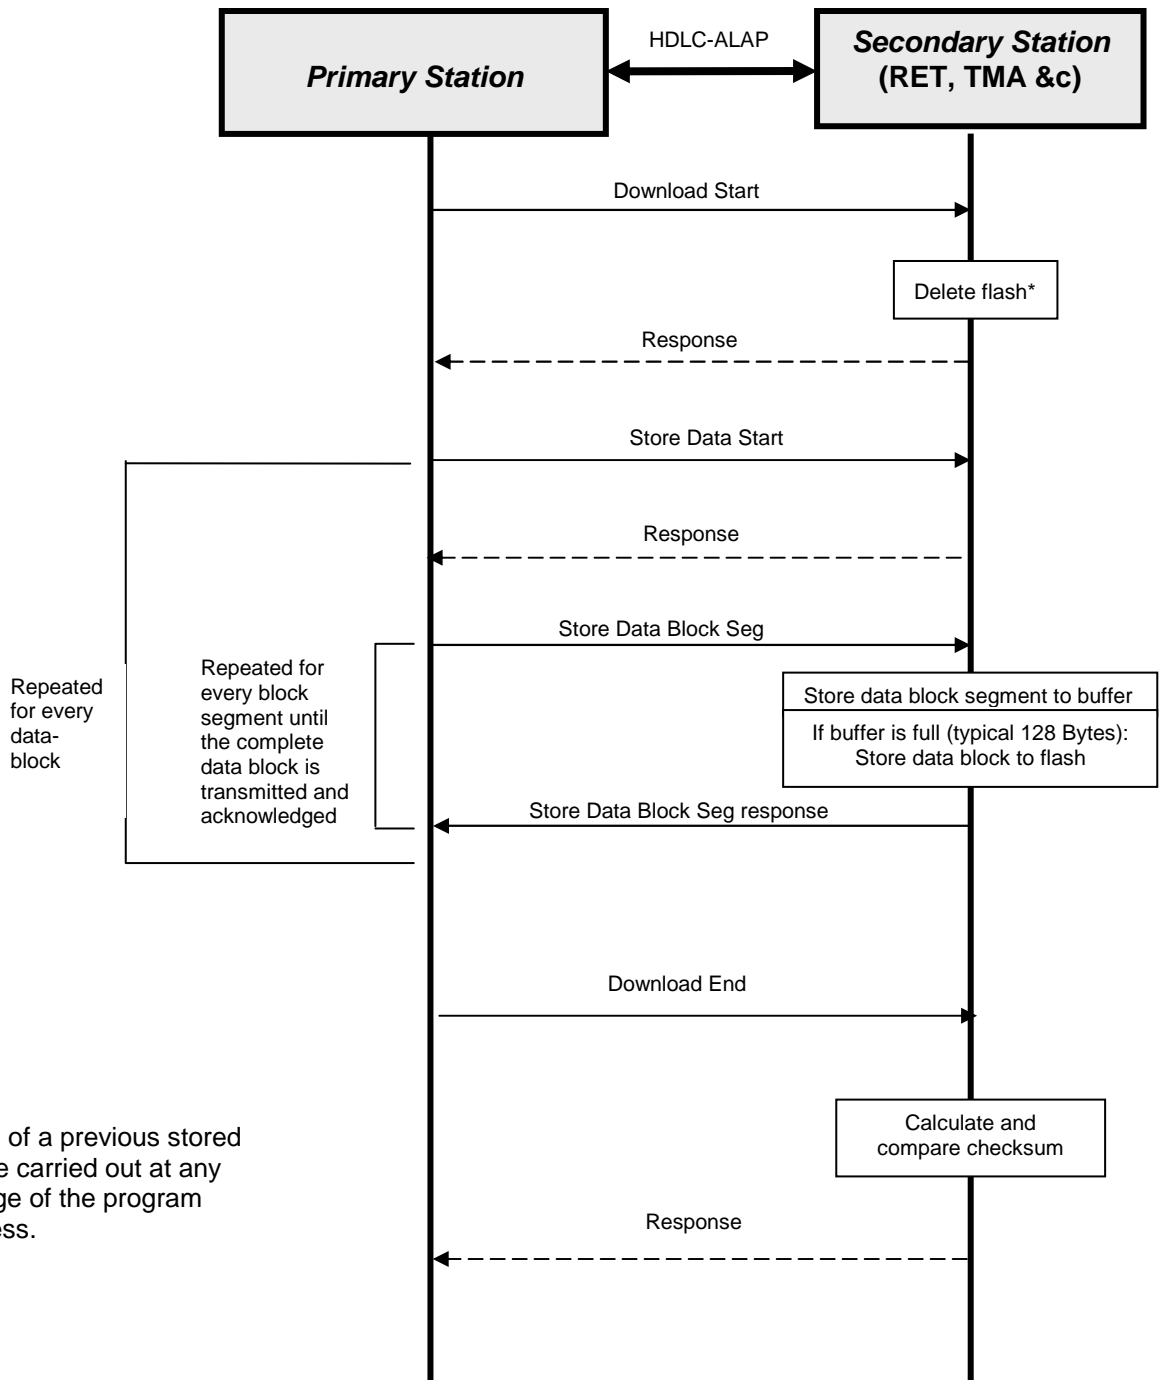 HDLC-ALAP
Primary Station
Secondary Station
(RET, TMA &c)
Download Start
Delete flash*
Response
Store Data Start
Response
Store Data Block Seg
Repeated
for every
data-
block
Repeated for
every block
segment until
the complete
data block is
transmitted and
acknowledged
Store data block segment to buffer
If buffer is full (typical 128 Bytes):
Store data block to flash
Store Data Block Seg response
Download End
Calculate and
compare checksum
of a previous stored
carried out at any
of the program
Response